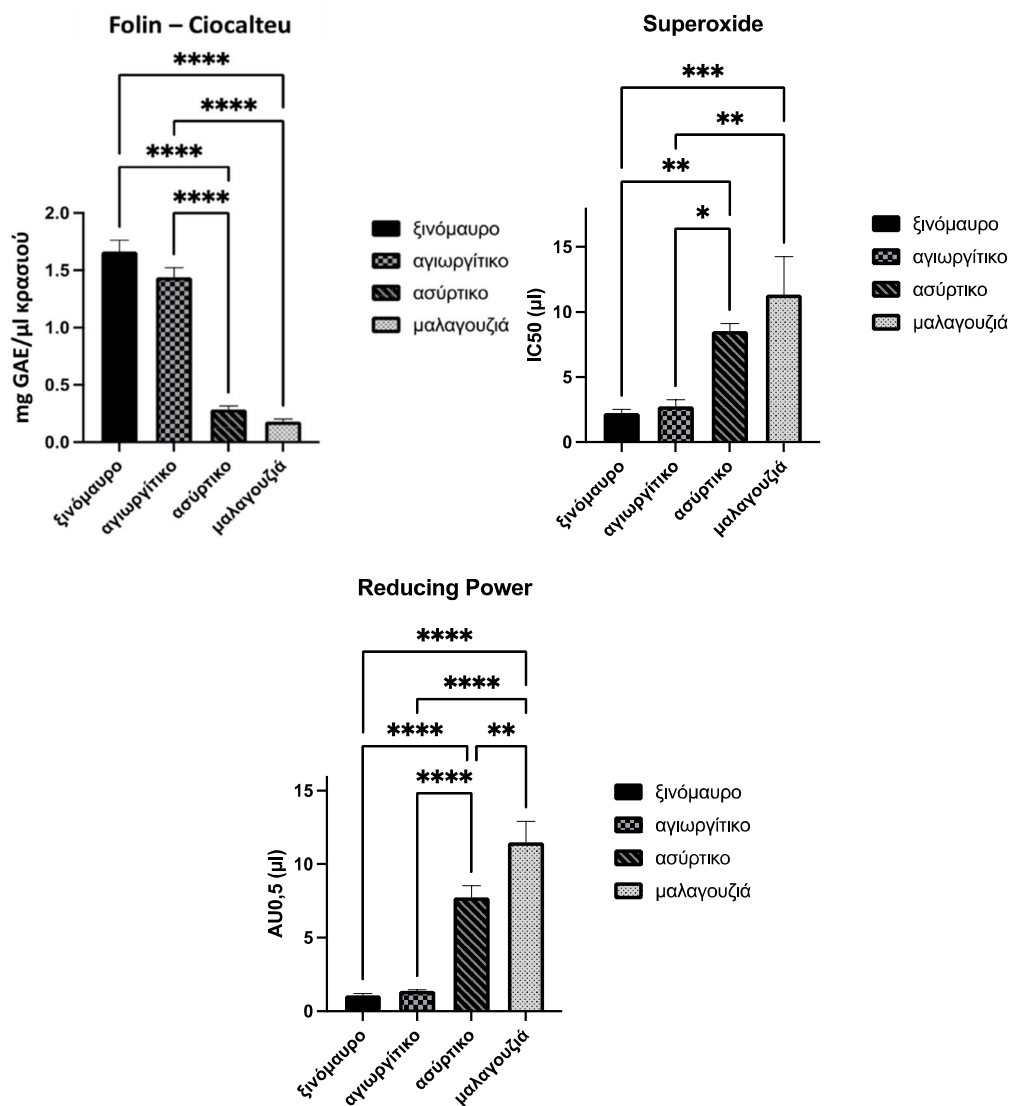 Folin – Ciocalteu
****
****
****
****
mg GAE/μl κρασιού
2.0
1.5
1.0
0.5
0.0
ξινόμαυρο
αγιωργίτικο
ασύρτικο
μαλαγουζιά
ξινόμαυρο
αγιωργίτικο
ασύρτικο
μαλαγουζιά
Superoxide
***
**
**
*
IC50 (μl)
15
10
5
0
ξινόμαυρο
αγιωργίτικο
ασύρτικο
μαλαγουζιά
ξινόμαυρο
αγιωργίτικο
ασύρτικο
μαλαγουζιά
Reducing Power
****
****
**** **
****
AU0,5 (μl)
15
10
5
0
ξινόμαυρο
αγιωργίτικο
ασύρτικο
μαλαγουζιά
ξινόμαυρο
αγιωργίτικο
ασύρτικο
μαλαγουζιά